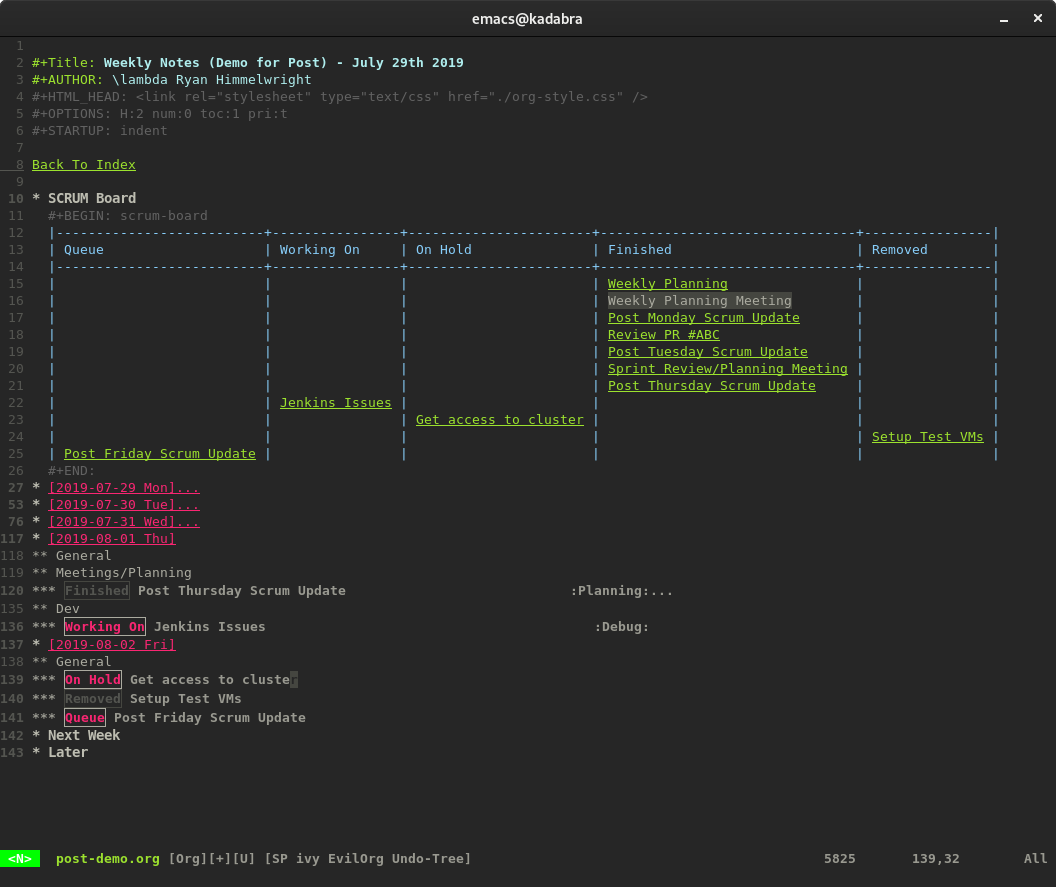 emacs@kadabra
1
2 #+Title: Weekly Notes (Demo for Post) - July 29th 2019
3 #+AUTHOR: \lambda Ryan Himmelwright
4 #+HTML_HEAD: <link rel="stylesheet" type="text/css" href="./org-style.css" />
5 #+OPTIONS: H:2 num:0 toc:1 pri:t
6 #+STARTUP: indent
7
8 Back To Index
9
10 * SCRUM Board
11 #+BEGIN: scrum-board
12 |--------------------------+----------------+-----------------------+--------------------------------+----------------|
13 | Queue | Working On | On Hold | Finished | Removed |
14 |--------------------------+----------------+-----------------------+--------------------------------+----------------|
15 | | | | Weekly Planning | |
16 | | | | Weekly Planning Meeting | |
17 | | | | Post Monday Scrum Update | |
18 | | | | Review PR #ABC | |
19 | | | | Post Tuesday Scrum Update | |
20 | | | | Sprint Review/Planning Meeting | |
21 | | | | Post Thursday Scrum Update | |
22 | | Jenkins Issues | | | |
23 | | | Get access to cluster | | |
24 | | | | | Setup Test VMs |
25 | Post Friday Scrum Update | | | | |
26 #+END:
27 * [2019-07-29 Mon]...
53 * [2019-07-30 Tue]...
76 * [2019-07-31 Wed]...
117 * [2019-08-01 Thu]
118 ** General
119 ** Meetings/Planning
120 *** Finished Post Thursday Scrum Update :Planning:...
135 ** Dev
136 *** Working On Jenkins Issues :Debug:
137 * [2019-08-02 Fri]
138 ** General
139 *** On Hold Get access to cluster
140 *** Removed Setup Test VMs
141 *** Queue Post Friday Scrum Update
142 * Next Week
143 * Later
<N> post-demo.org [Org][+][U] [SP ivy EvilOrg Undo-Tree] 5825 139,32 All